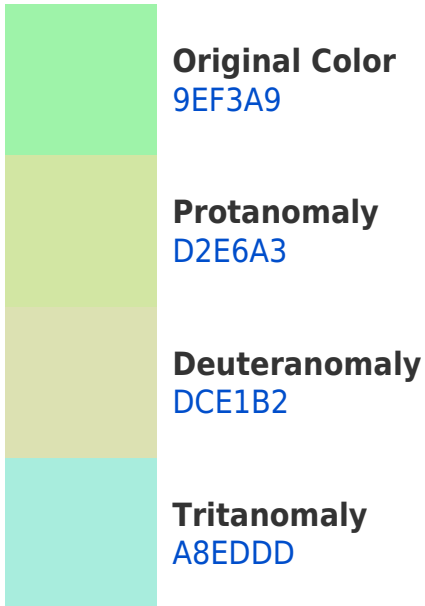 Original Color
9EF3A9
Protanomaly
D2E6A3
Deuteranomaly
DCE1B2
Tritanomaly
A8EDDD